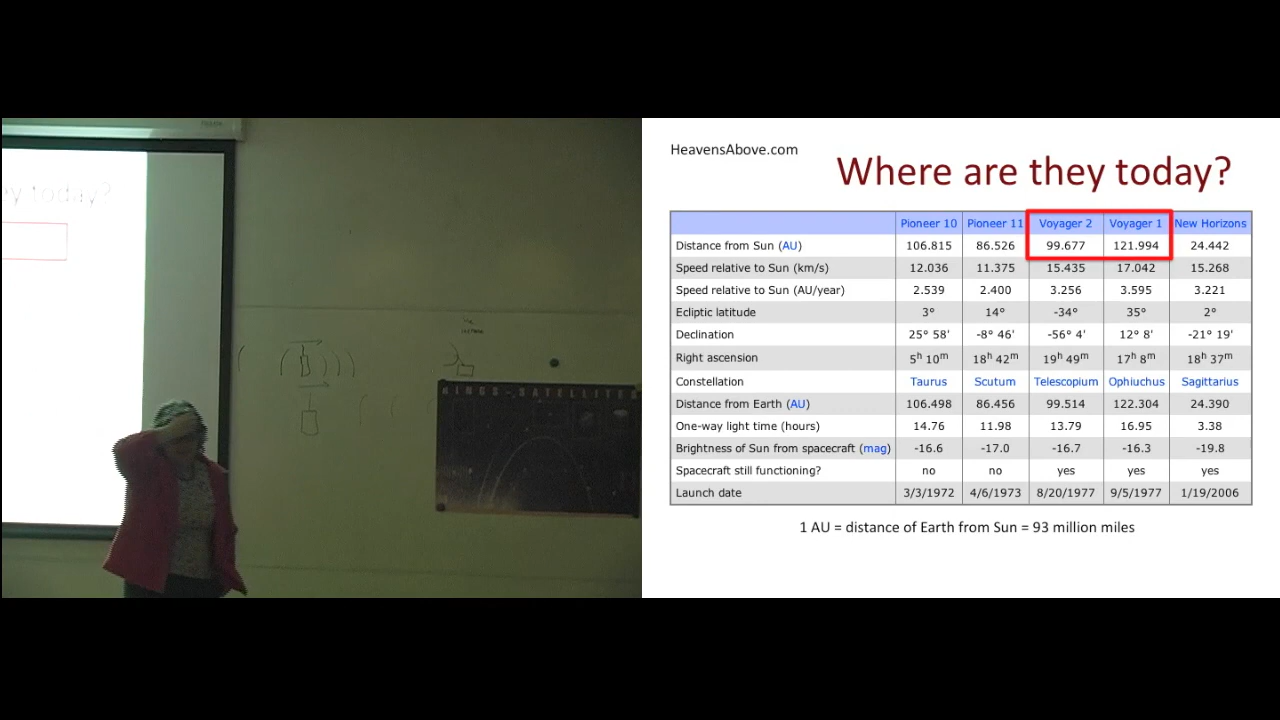 ey today?
RINGS-SATELLITES
HeavensAbove.com
Where are they today?
Pioneer 10 Pioneer 11 Voyager 2 Voyager 1 New Horizons
Distance from Sun (AU) 106.815 86.526 99.677 121.994 24.442
Speed relative to Sun (km/s) 12.036 11.375 15.435 17.042 15.268
Speed relative to Sun (AU/year) 2.539 2.400 3.256 3.595 3.221
Ecliptic latitude 3° 14° -34° 35° 2°
Declination 25° 58' -8° 46' -56° 4' 12° 8' -21° 19'
Right ascension 5h 10m 18h 42m 19h 49m 17h 8m 18h 37m
Constellation Taurus Scutum Telescopium Ophiuchus Sagittarius
Distance from Earth (AU) 106.498 86.456 99.514 122.304 24.390
One-way light time (hours) 14.76 11.98 13.79 16.95 3.38
Brightness of Sun from spacecraft (mag) -16.6 -17.0 -16.7 -16.3 -19.8
Spacecraft still functioning? no no yes yes yes
Launch date 3/3/1972 4/6/1973 8/20/1977 9/5/1977 1/19/2006
1 AU = distance of Earth from Sun = 93 million miles